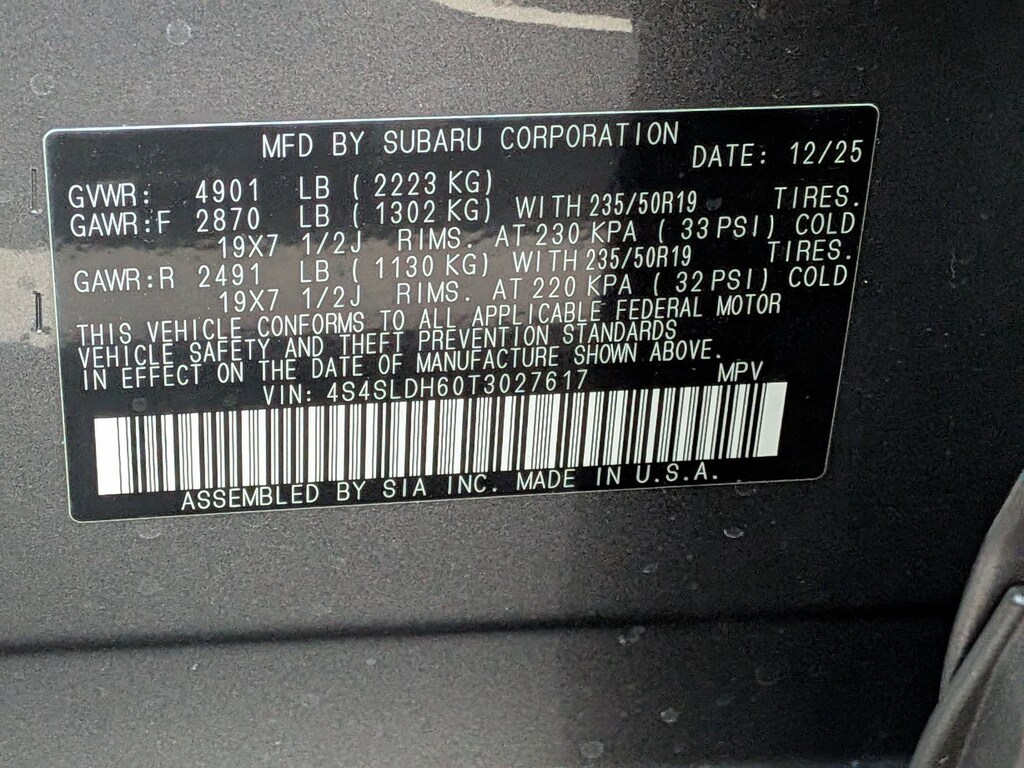 MFD BY SUBARU CORPORATION DATE: 12/25
GVWR: 4901 LB ( 2223 KG)
GAWR:F 2870 LB ( 1302 KG) WITH 235/50R19 TIRES.
19X7 1/2J RIMS. AT 230 KPA ( 33 PSI) COLD
GAWR:R 2491 LB ( 1130 KG) WITH 235/50R19 TIRES.
19X7 1/2J RIMS. AT 220 KPA ( 32 PSI) COLD
THIS VEHICLE CONFORMS TO ALL APPLICABLE FEDERAL MOTOR
VEHICLE SAFETY AND THEFT PREVENTION STANDARDS
IN EFFECT ON THE DATE OF MANUFACTURE SHOWN ABOVE.
VIN: 4S4SLDH60T3027617 MPV
ASSEMBLED BY SIA INC. MADE IN U.S.A.